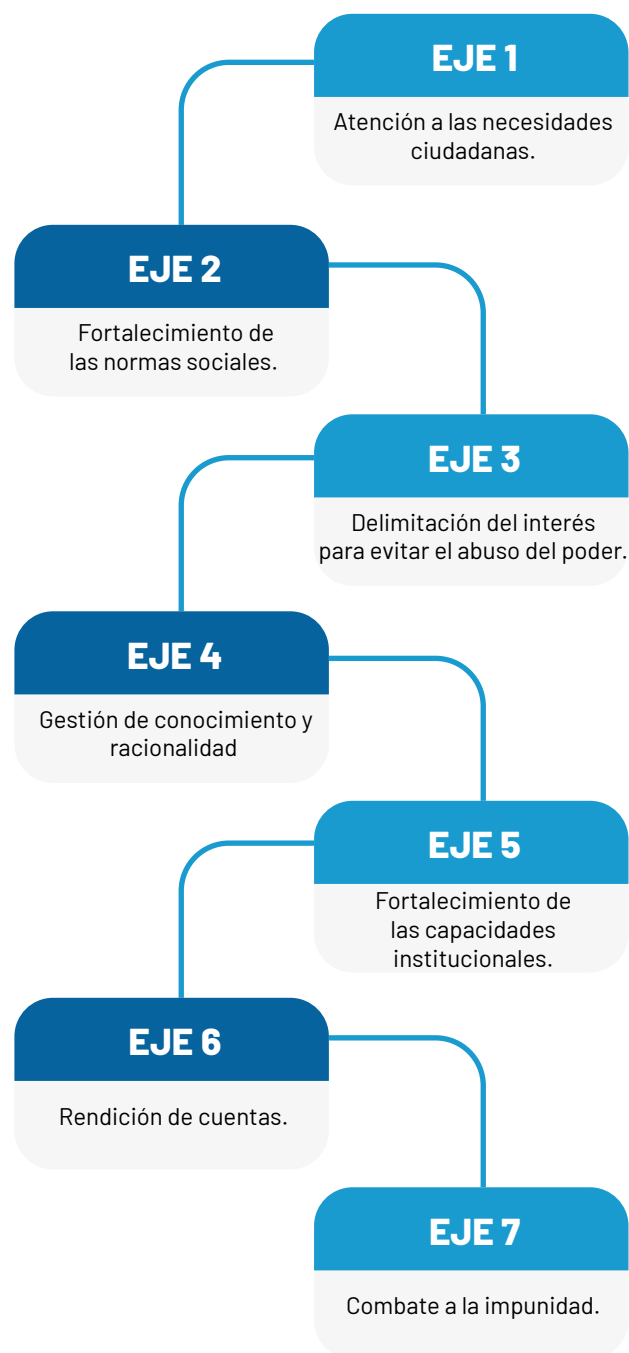 EJE 1
Atención a las necesidades
ciudadanas.
EJE 2
Fortalecimiento de
las normas sociales.
EJE 3
Delimitación del interés
para evitar el abuso del poder.
EJE 4
Gestión de conocimiento y
racionalidad
EJE 5
Fortalecimiento de
las capacidades
institucionales.
EJE 6
Rendición de cuentas.
EJE 7
Combate a la impunidad.